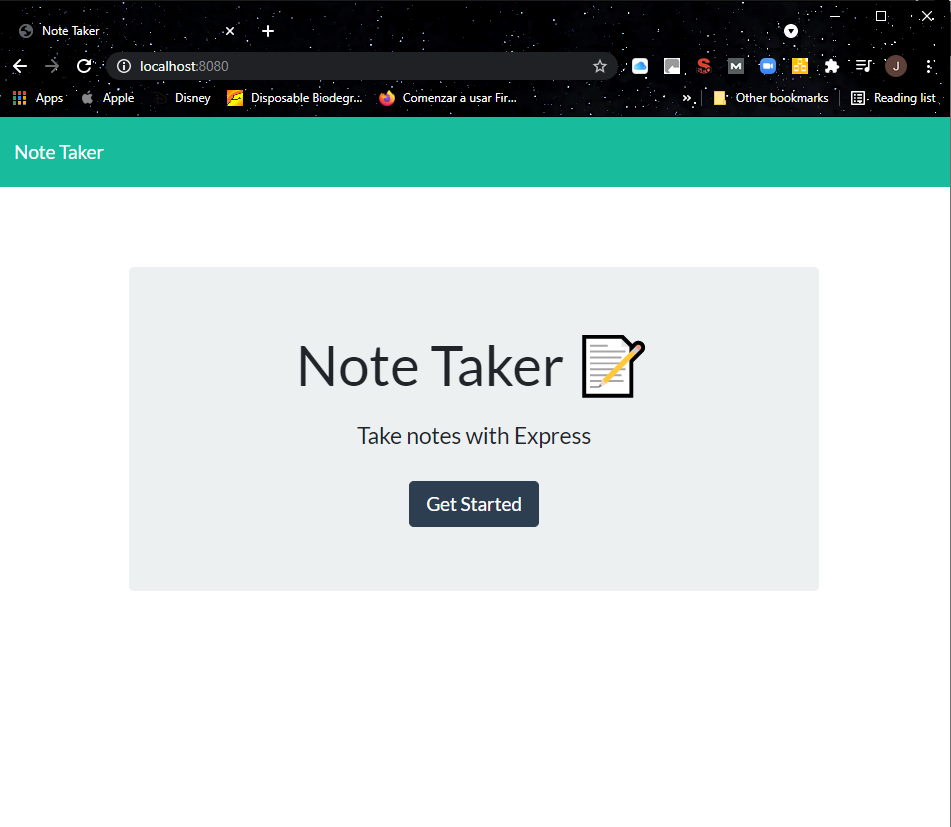 Note Taker
localhost:8080
Apps Apple Disney Disposable Biodegr... Comenzar a usar Fir... » Other bookmarks Reading list
Note Taker
Note Taker
Take notes with Express
Get Started
S
M
J